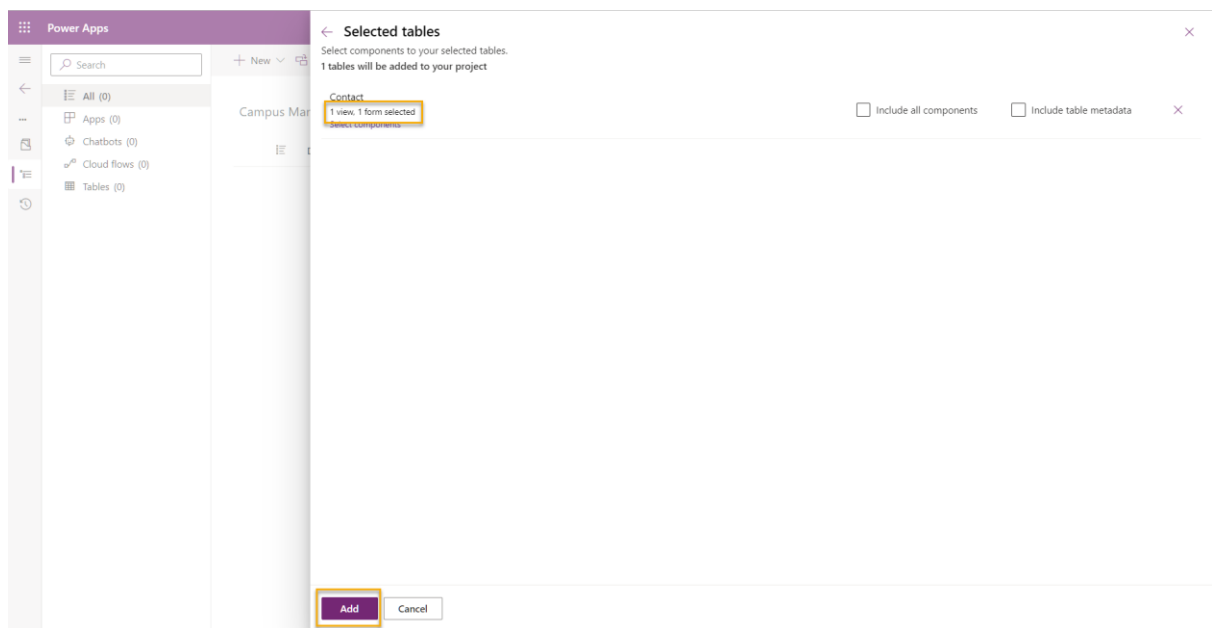 Power Apps
Search
All (0)
Apps (0)
Chatbots (0)
Cloud flows (0)
Tables (0)
New
Campus Mar
Selected tables
Select components to your selected tables.
1 tables will be added to your project
Contact
1 view, 1 form selected
Select components
Include all components
Include table metadata
Add
Cancel